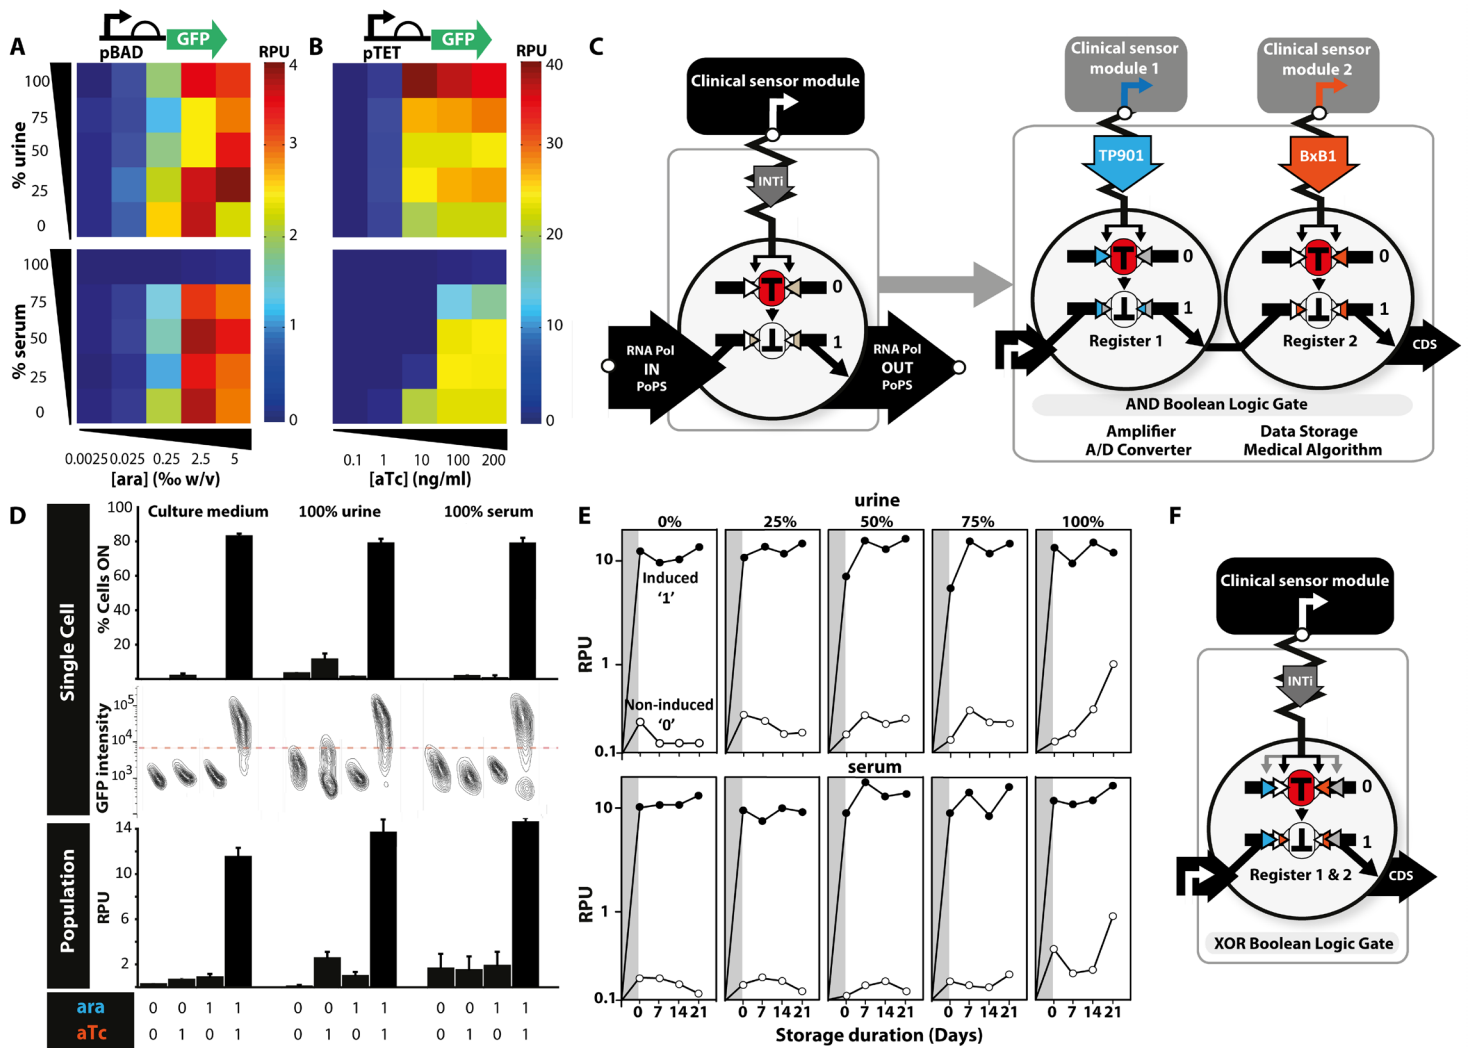 A
pBAD
GFP
RPU
% urine
100
75
50
25
0
4
3
2
1
0
% serum
100
75
50
25
0
0.0025 0.025 0.25 2.5 5
[ara] (‰ w/v)
B
pTET
GFP
RPU
40
30
20
10
0
0.1 1 10 100 200
[aTc] (ng/ml)
C
Clinical sensor module
INTi
T
0
T
1
RNA Pol
IN
PoPS
RNA Pol
OUT
PoPS
Clinical sensor
module 1
Clinical sensor
module 2
TP901
BxB1
T
0
T
0
T
1
T
1
Register 1
Register 2
CDS
AND Boolean Logic Gate
Amplifier
A/D Converter
Data Storage
Medical Algorithm
D
Single Cell
% Cells ON
100
80
60
40
20
Culture medium
100% urine
100% serum
GFP intensity
10⁵
10⁴
10³
Population
RPU
14
10
6
2
ara 0 0 1 1 0 0 1 1 0 0 1 1
aTc 0 1 0 1 0 1 0 1 0 1 0 1
E
urine
0% 25% 50% 75% 100%
RPU
10
1
0.1
Induced
‘1’
Non-induced
‘0’
serum
RPU
10
1
0.1
0 7 14 21 0 7 14 21 0 7 14 21 0 7 14 21 0 7 14 21
Storage duration (Days)
F
Clinical sensor module
INTi
T
0
T
1
Register 1 & 2
CDS
XOR Boolean Logic Gate